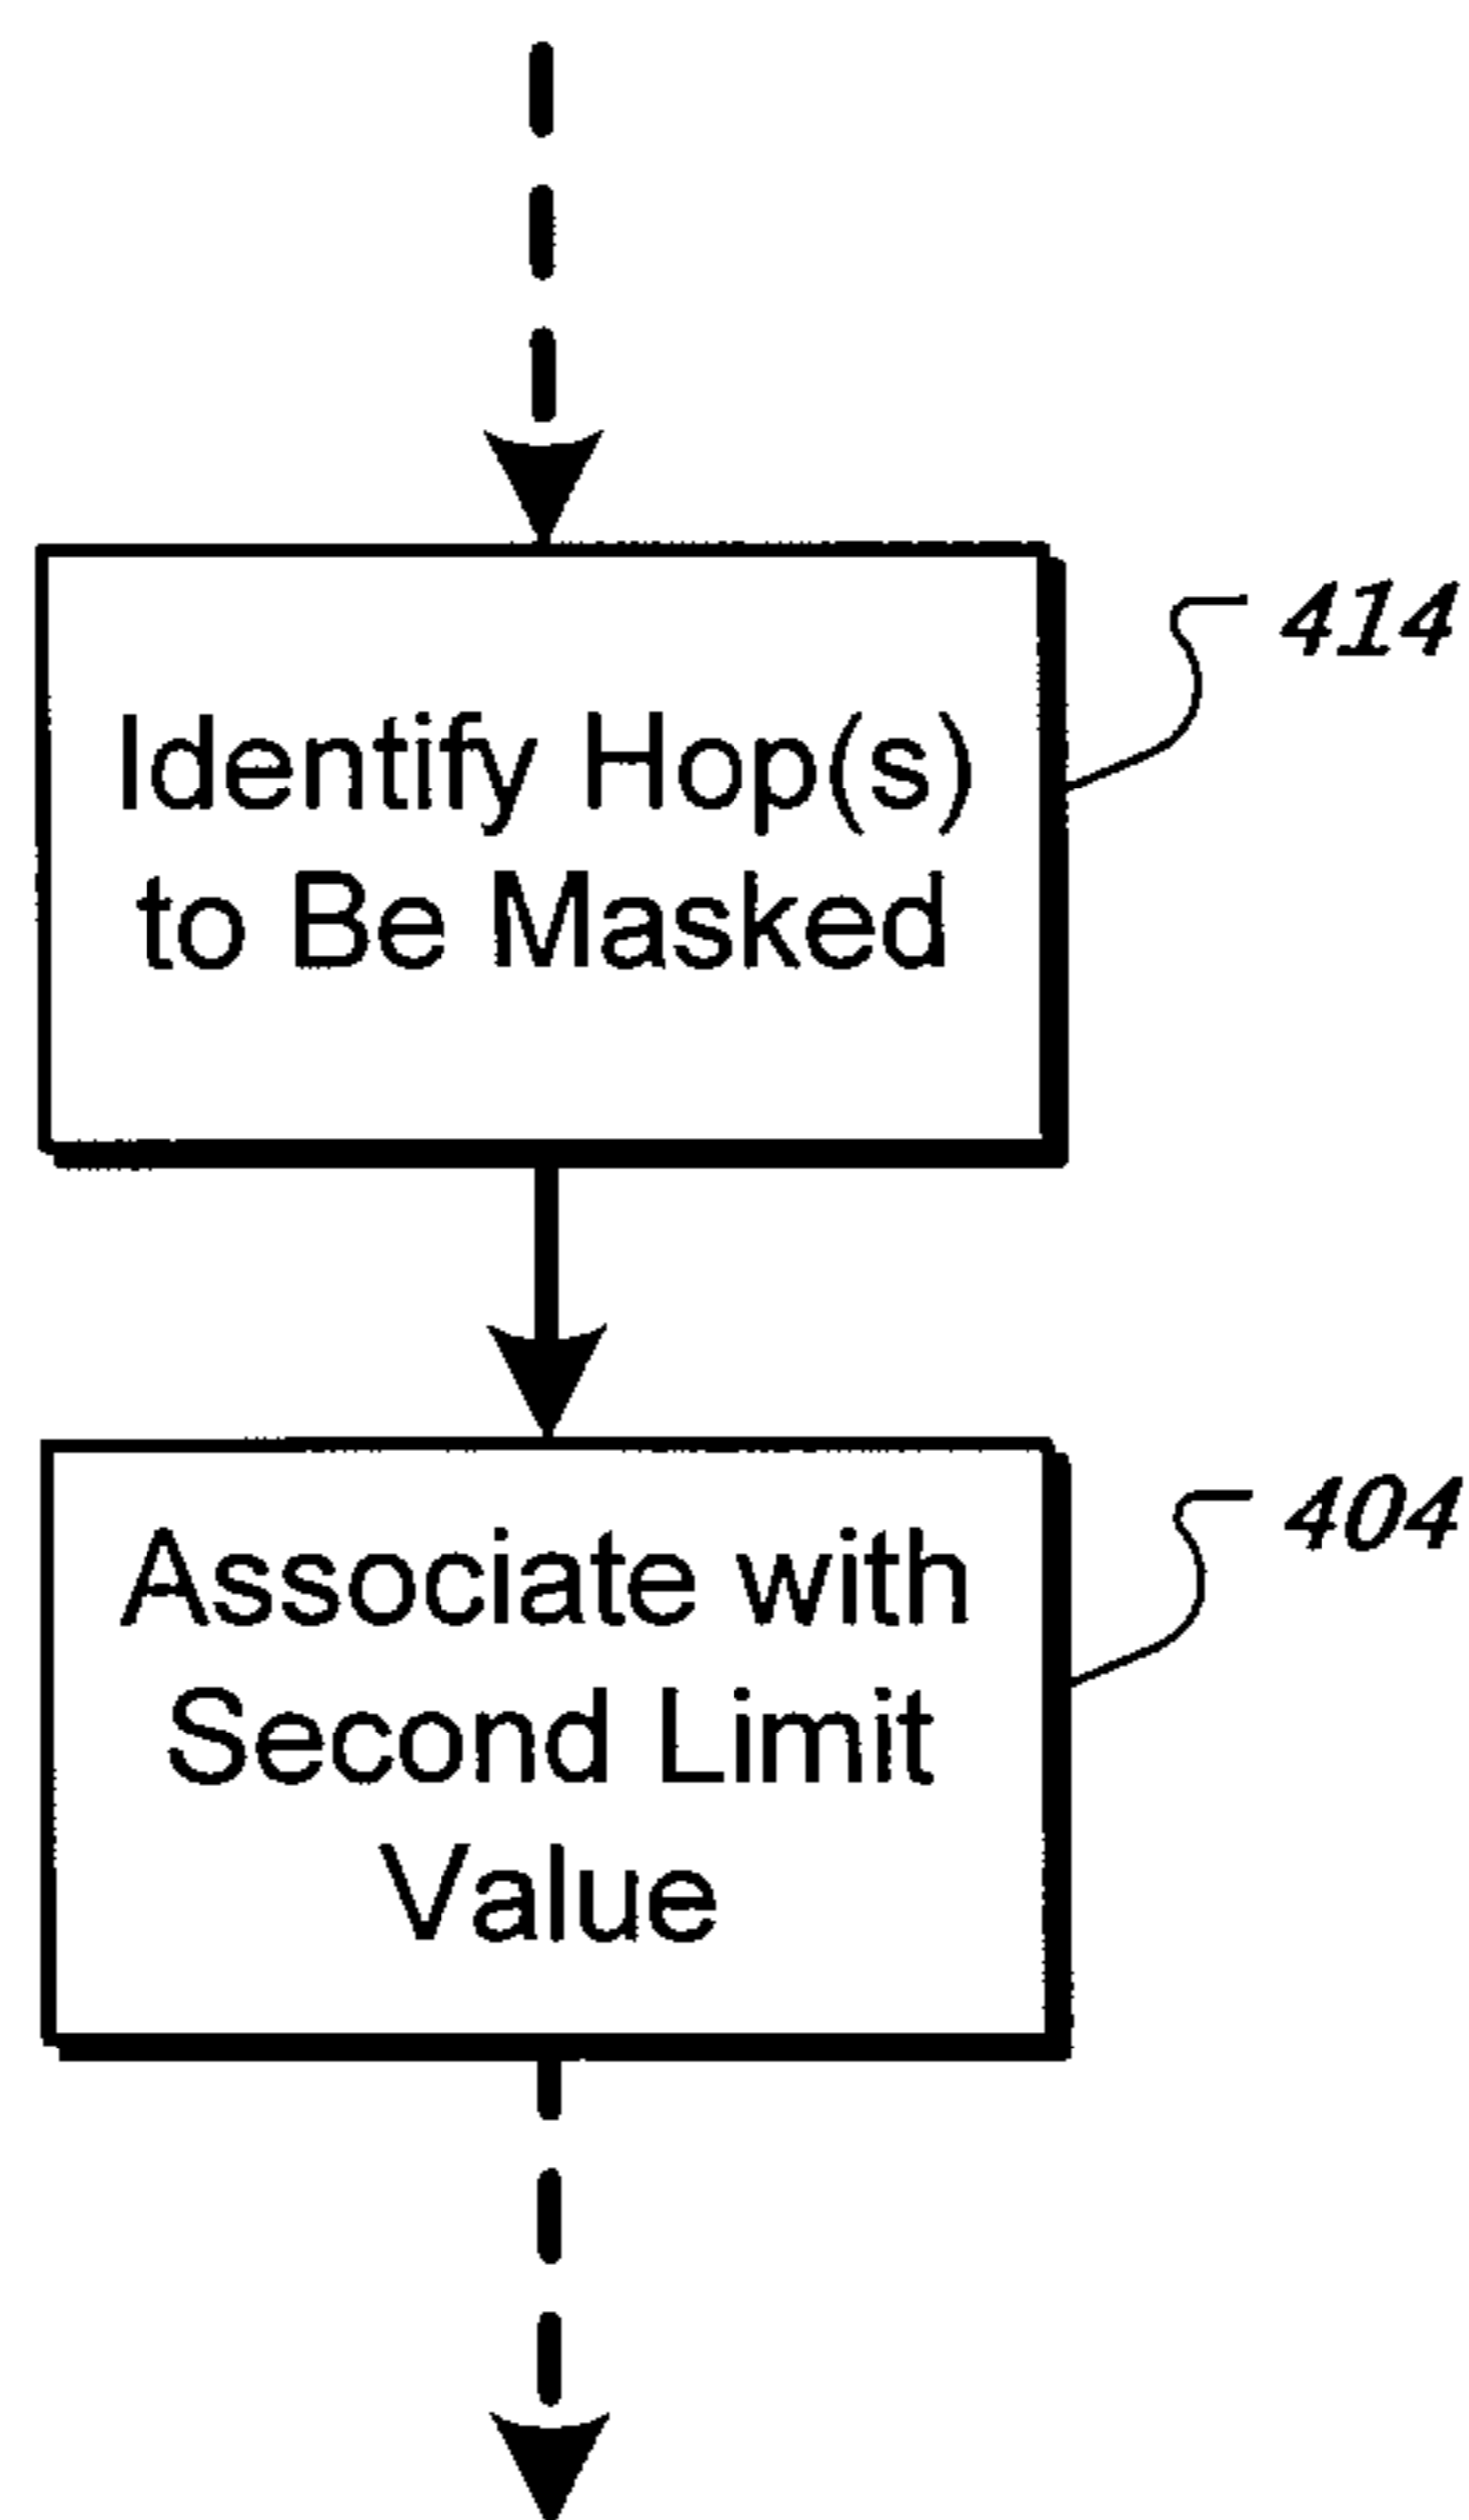 414
Identify Hop(s)
to Be Masked
404
Associate with
Second Limit
Value